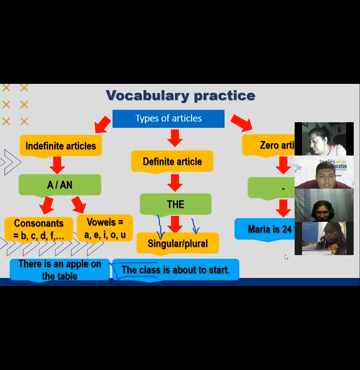 Vocabulary practice
Types of articles
Indefinite articles
Definite article
Zero arti
A / AN
THE
-
Consonants
= b, c, d, f,...
Vowels =
a, e, i, o, u
Singular/plural
Maria is 24
There is an apple on
the table
The class is about to start.